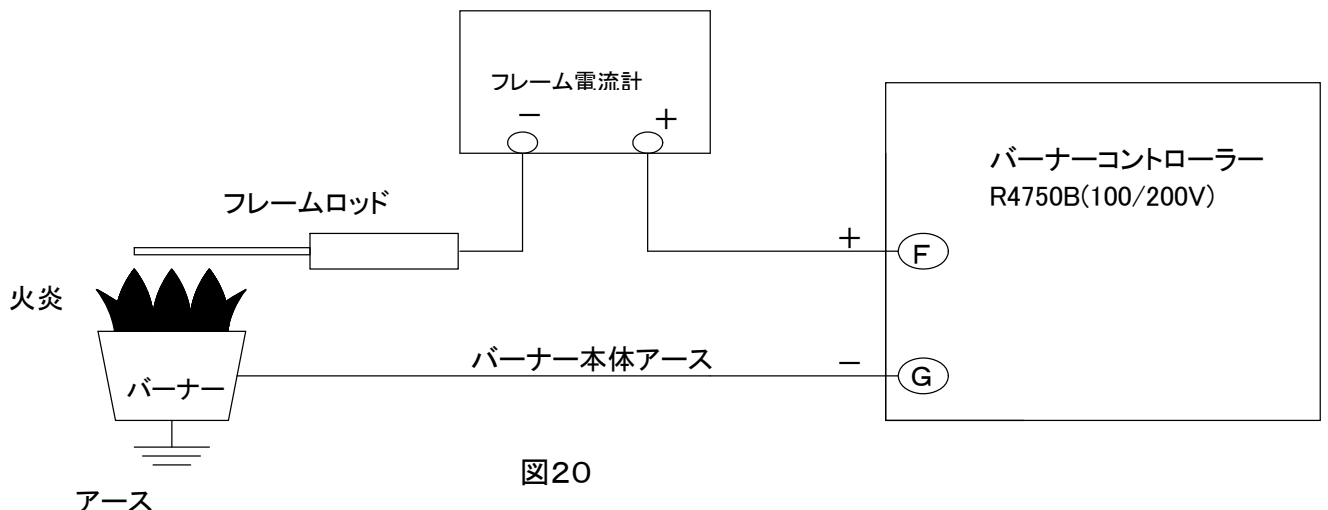 フレーム電流計
− +
バーナーコントローラー
R4750B(100/200V)
フレームロッド
+ F
火炎
バーナー本体アース − G
バーナー
図20
アース